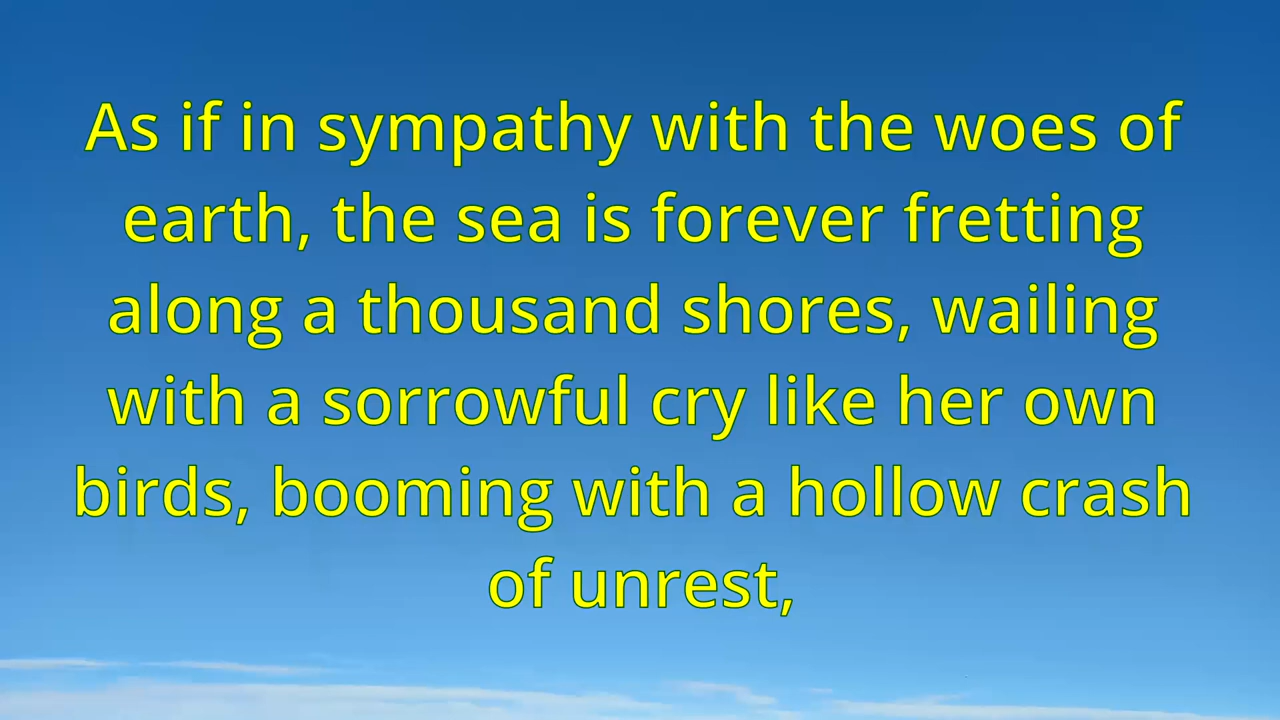 As if in sympathy with the woes of
earth, the sea is forever fretting
along a thousand shores, wailing
with a sorrowful cry like her own
birds, booming with a hollow crash
of unrest,